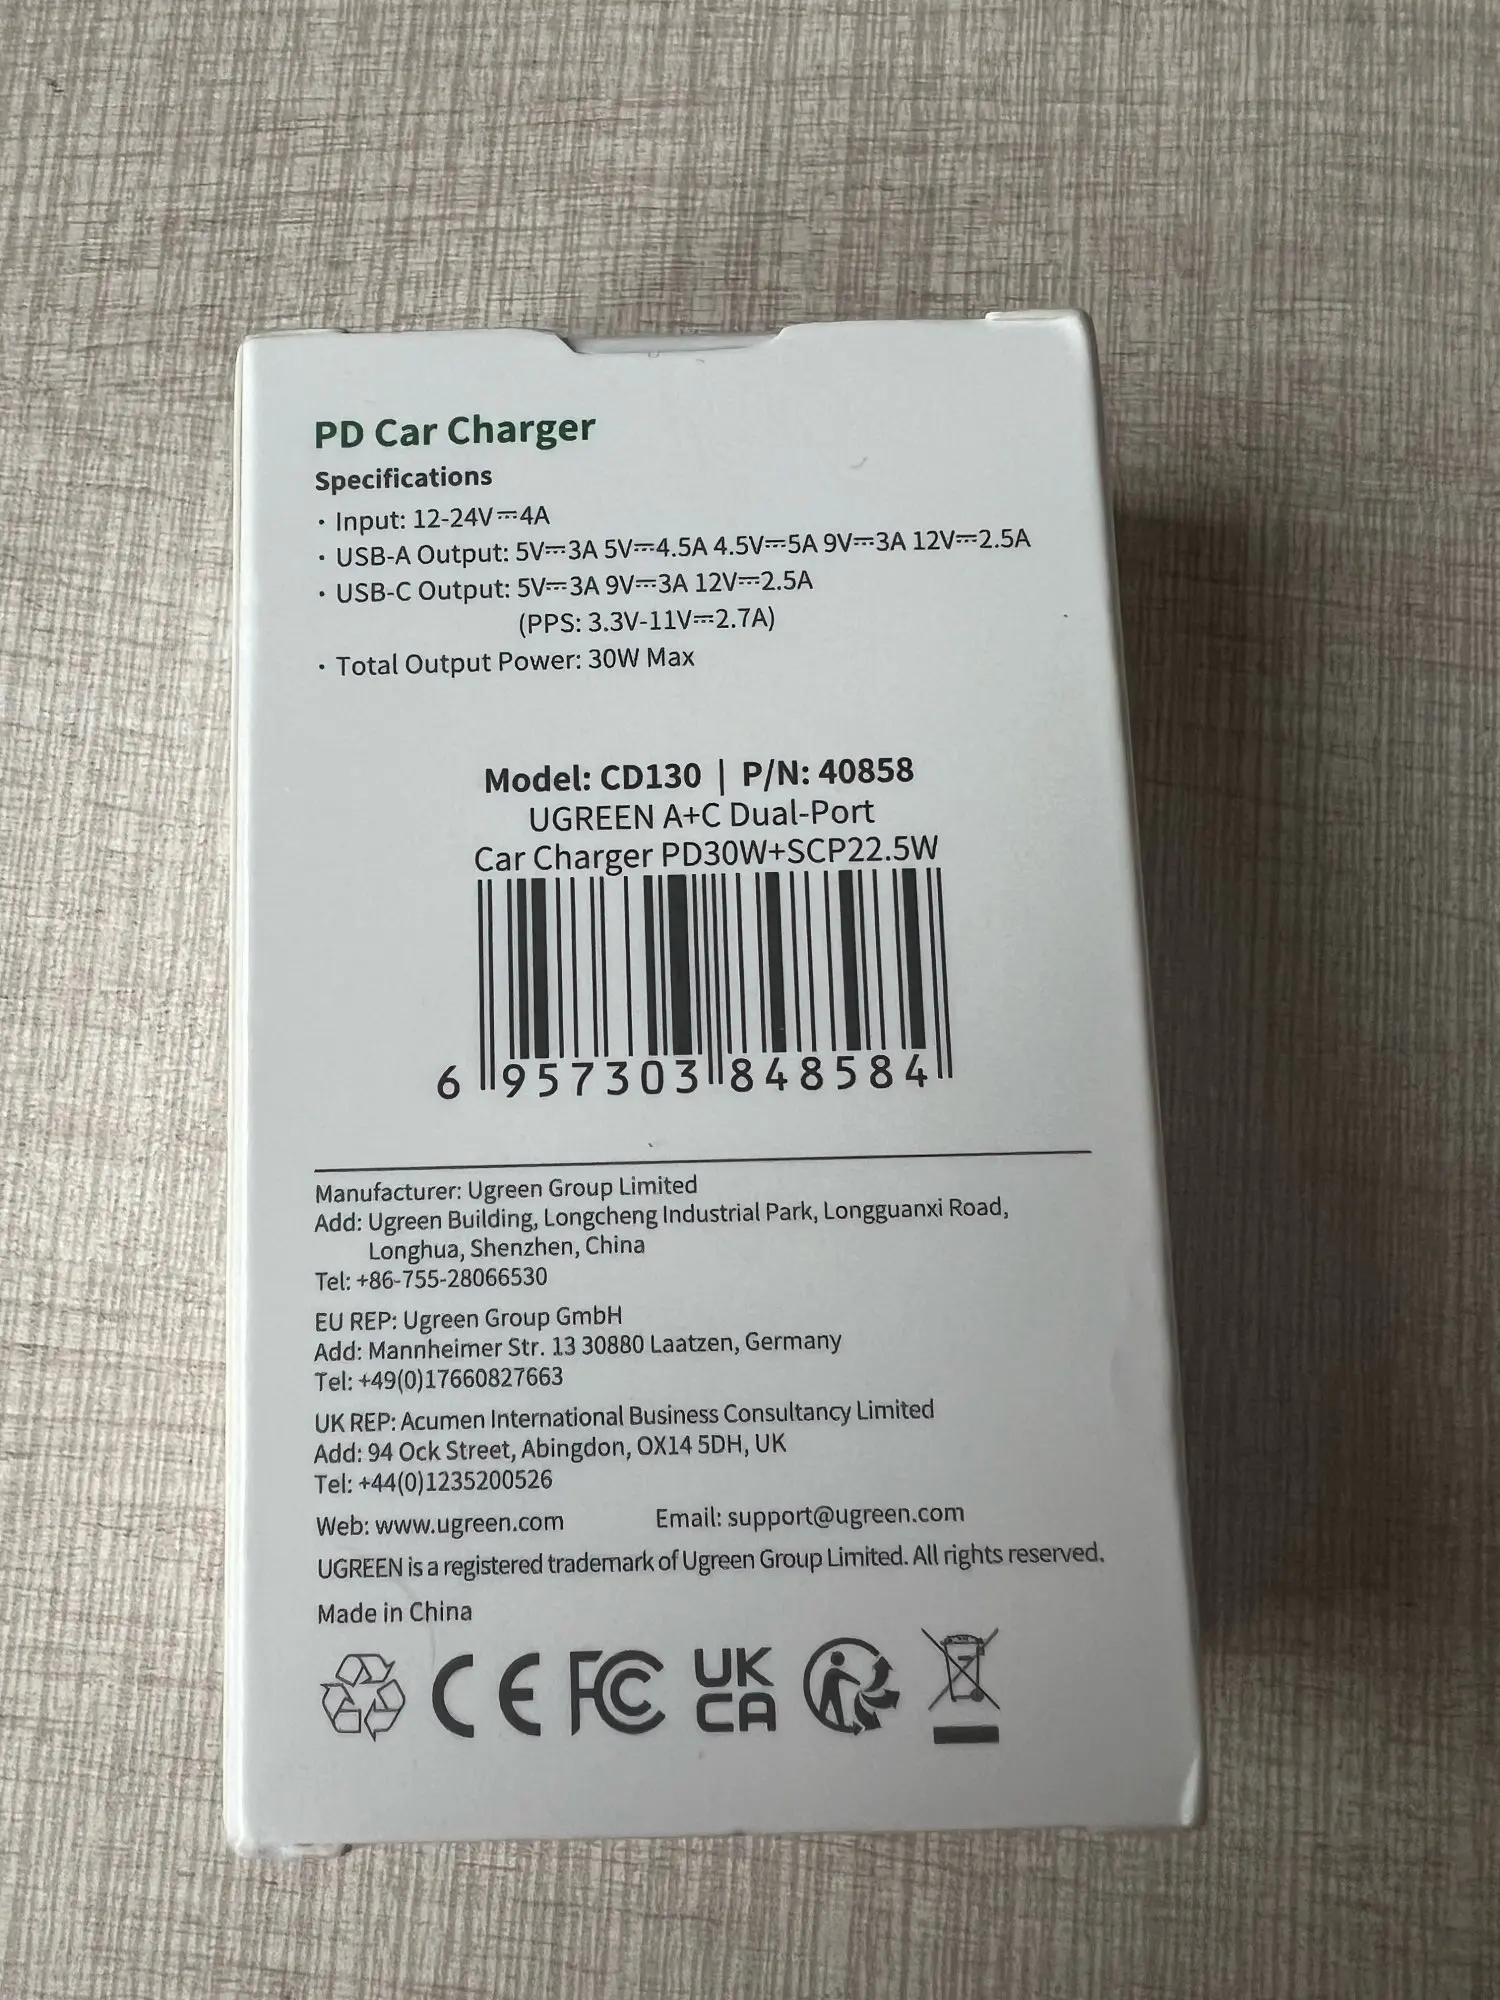 PD Car Charger
Specifications
· Input: 12-24V⎓4A
· USB-A Output: 5V⎓3A 5V⎓4.5A 4.5V⎓5A 9V⎓3A 12V⎓2.5A
· USB-C Output: 5V⎓3A 9V⎓3A 12V⎓2.5A
(PPS: 3.3V-11V⎓2.7A)
· Total Output Power: 30W Max
Model: CD130 | P/N: 40858
UGREEN A+C Dual-Port
Car Charger PD30W+SCP22.5W
6 957303 848584
Manufacturer: Ugreen Group Limited
Add: Ugreen Building, Longcheng Industrial Park, Longguanxi Road,
Longhua, Shenzhen, China
Tel: +86-755-28066530
EU REP: Ugreen Group GmbH
Add: Mannheimer Str. 13 30880 Laatzen, Germany
Tel: +49(0)17660827663
UK REP: Acumen International Business Consultancy Limited
Add: 94 Ock Street, Abingdon, OX14 5DH, UK
Tel: +44(0)1235200526
Web: www.ugreen.com Email: support@ugreen.com
UGREEN is a registered trademark of Ugreen Group Limited. All rights reserved.
Made in China
CE FC UK
CA